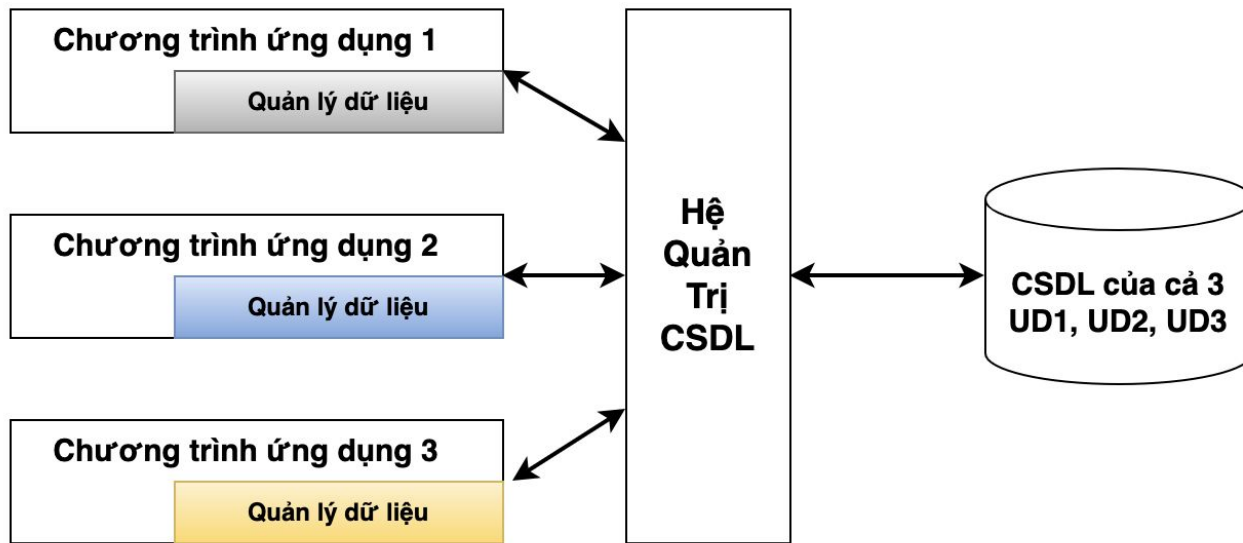 Chương trình ứng dụng 1
Quản lý dữ liệu
Chương trình ứng dụng 2
Quản lý dữ liệu
Chương trình ứng dụng 3
Quản lý dữ liệu
Hệ
Quản
Trị
CSDL
CSDL của cả 3
UD1, UD2, UD3